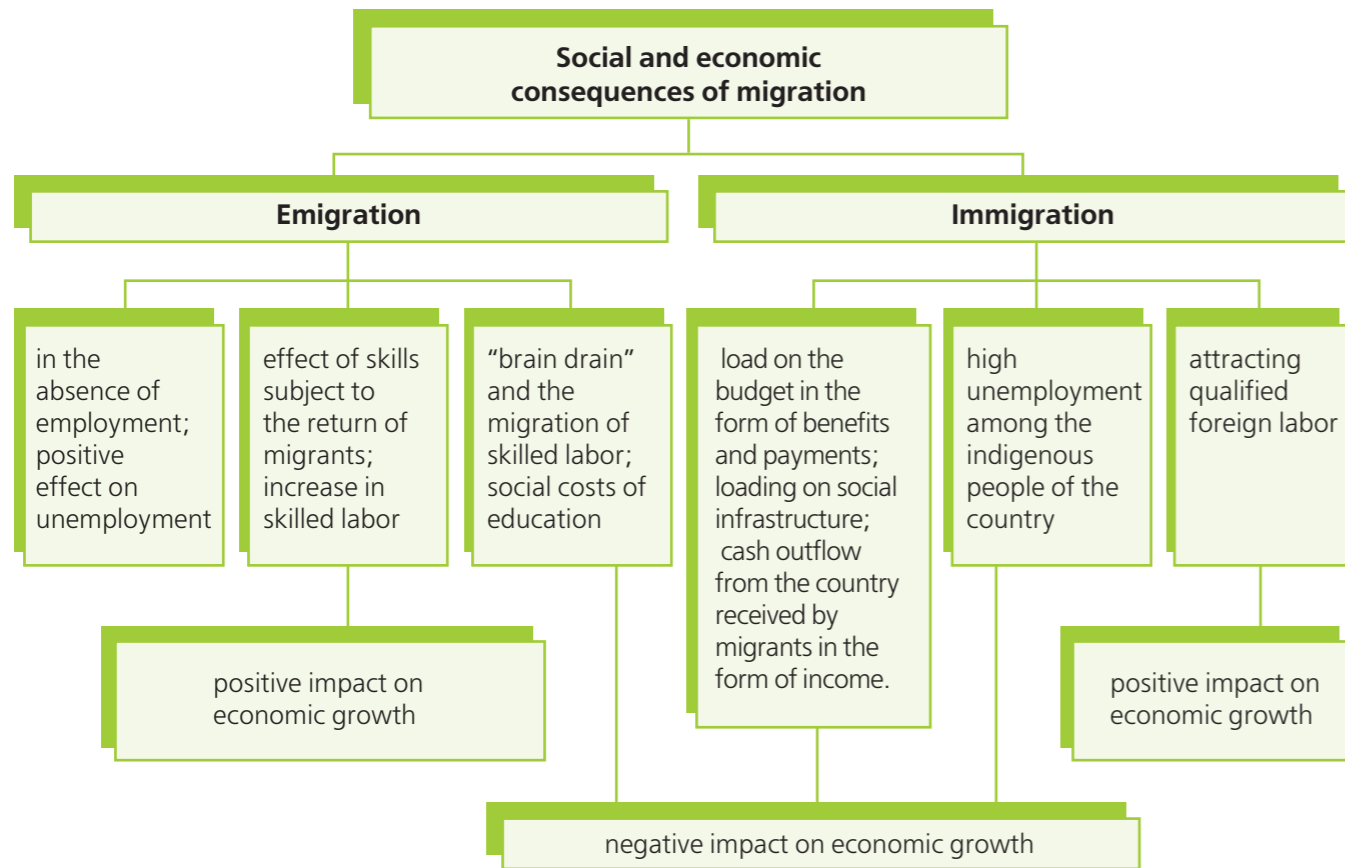 Social and economic
consequences of migration
Emigration
Immigration
in the
absence of
employment;
positive
effect on
unemployment
effect of skills
subject to
the return of
migrants;
increase in
skilled labor
“brain drain”
and the
migration of
skilled labor;
social costs of
education
load on the
budget in the
form of benefits
and payments;
loading on social
infrastructure;
cash outflow
from the country
received by
migrants in the
form of income.
high
unemployment
among the
indigenous
people of the
country
attracting
qualified
foreign labor
positive impact on
economic growth
positive impact on
economic growth
negative impact on economic growth